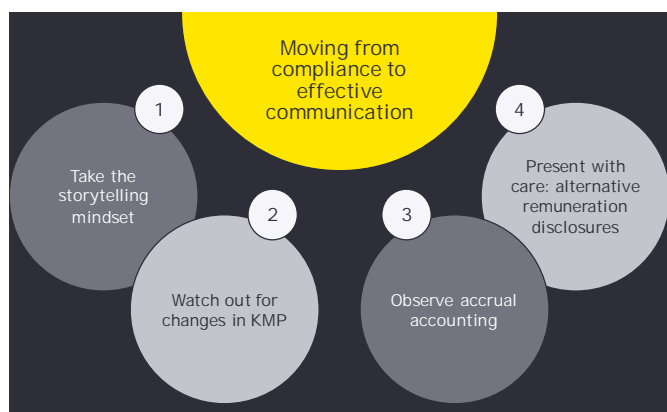 Moving from
compliance to
effective
communication
1
Take the
storytelling
mindset
2
Watch out for
changes in KMP
3
Observe accrual
accounting
4
Present with
care: alternative
remuneration
disclosures